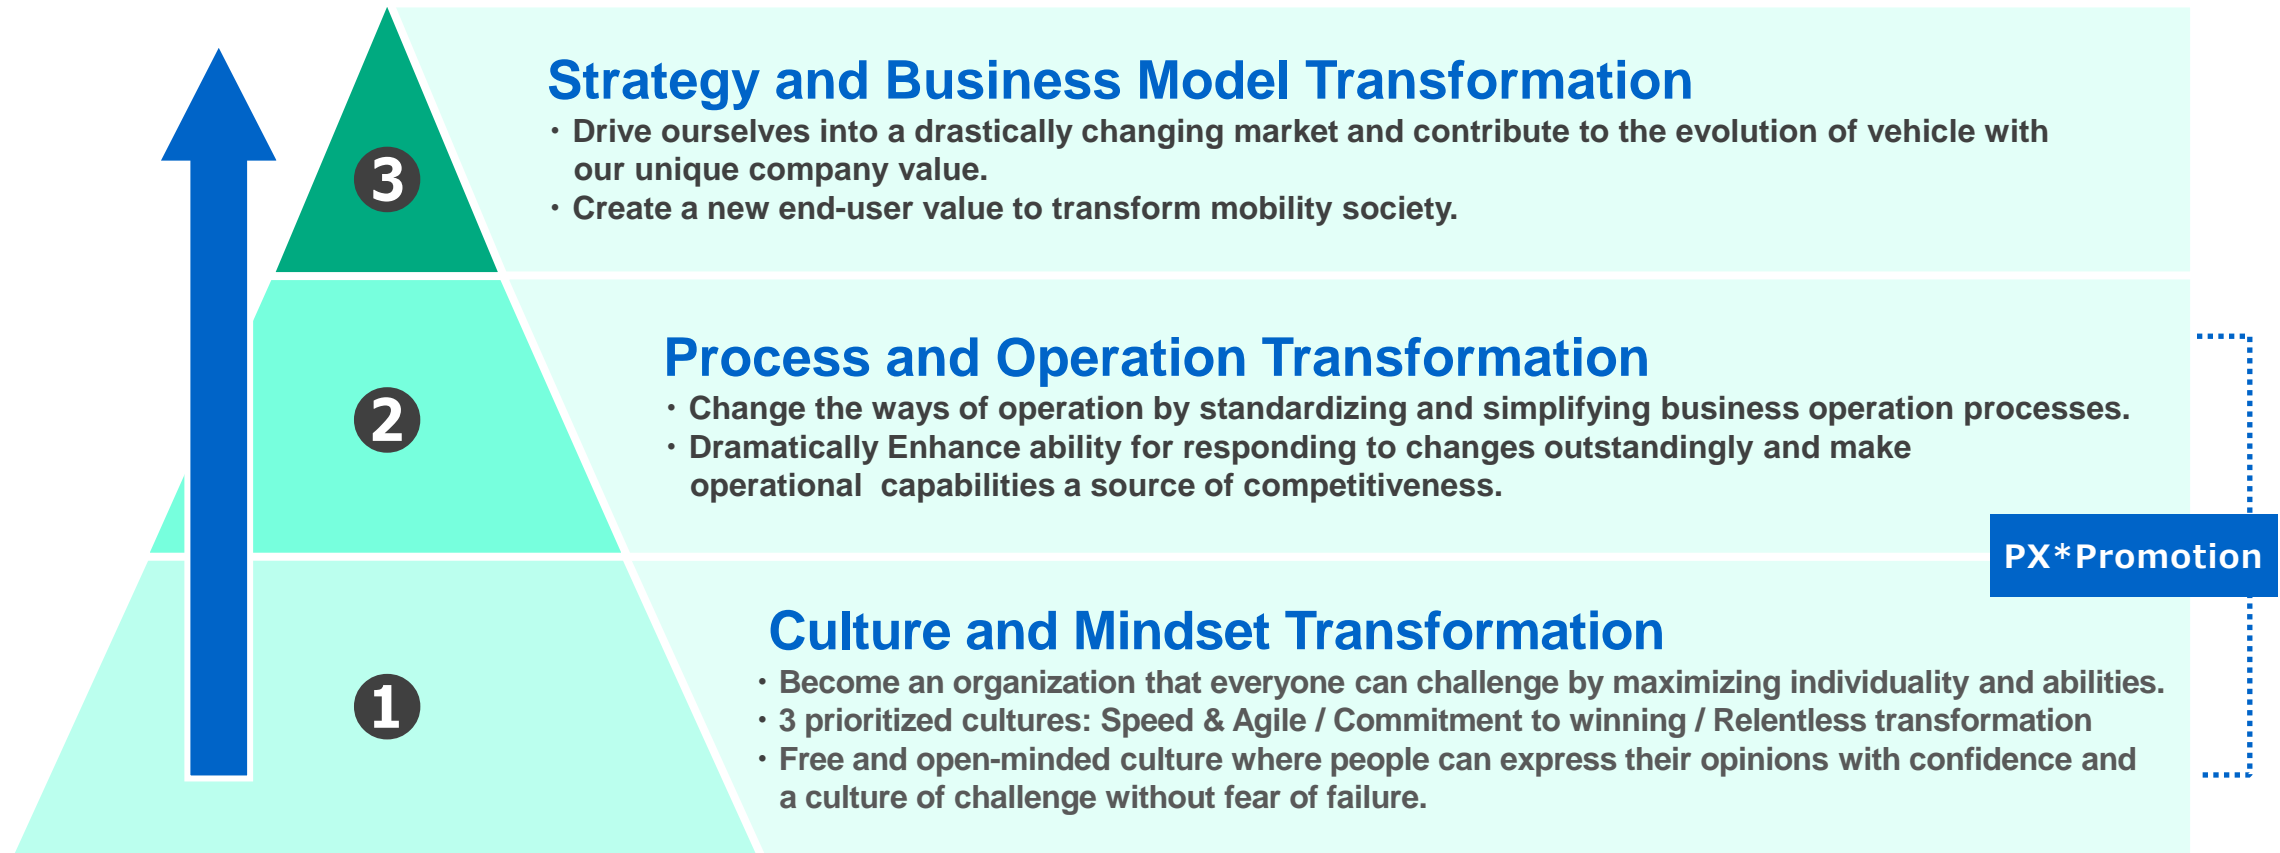 Strategy and Business Model Transformation
・Drive ourselves into a drastically changing market and contribute to the evolution of vehicle with
our unique company value.
・Create a new end-user value to transform mobility society.
❸
Process and Operation Transformation
・Change the ways of operation by standardizing and simplifying business operation processes.
・Dramatically Enhance ability for responding to changes outstandingly and make
operational  capabilities a source of competitiveness.
❷
PX*Promotion
Culture and Mindset Transformation
・Become an organization that everyone can challenge by maximizing individuality and abilities.
・3 prioritized cultures: Speed & Agile / Commitment to winning / Relentless transformation
・Free and open-minded culture where people can express their opinions with confidence and
a culture of challenge without fear of failure.
❶